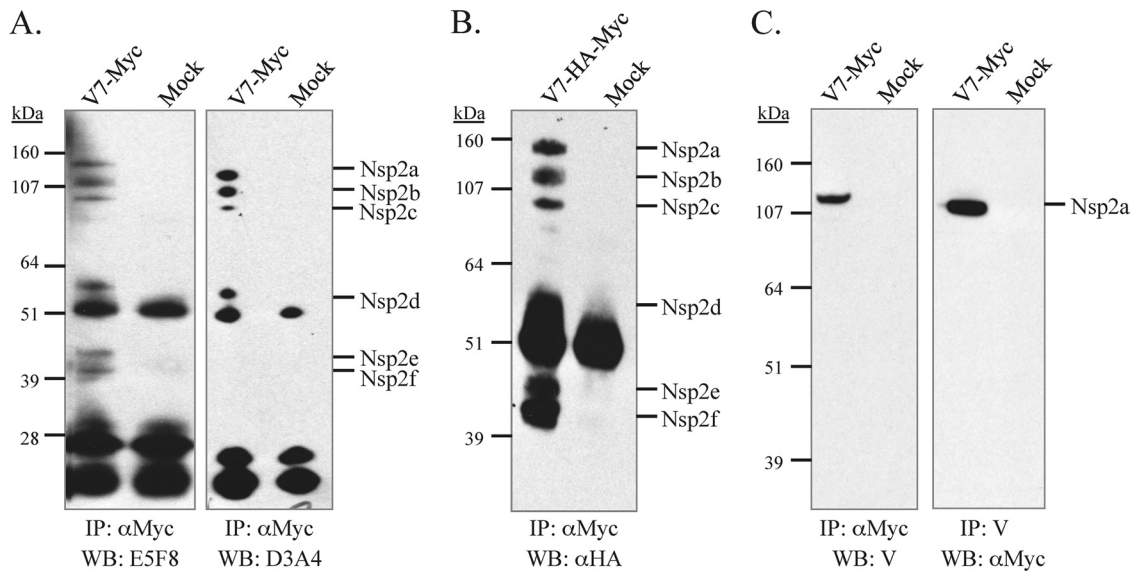 A.
V7-Myc
Mock
V7-Myc
Mock
kDa
160
107
64
51
39
28
Nsp2a
Nsp2b
Nsp2c
Nsp2d
Nsp2e
Nsp2f
IP: αMyc
WB: E5F8
IP: αMyc
WB: D3A4
B.
V7-HA-Myc
Mock
kDa
160
107
64
51
39
Nsp2a
Nsp2b
Nsp2c
Nsp2d
Nsp2e
Nsp2f
IP: αMyc
WB: αHA
C.
V7-Myc
Mock
V7-Myc
Mock
kDa
160
107
64
51
39
Nsp2a
IP: αMyc
WB: V
IP: V
WB: αMyc